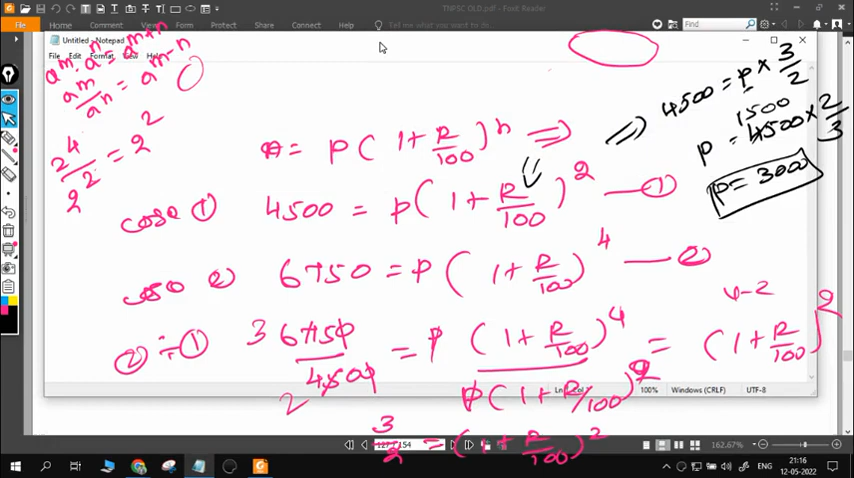 TNPSC OLD.pdf - Foxit Reader
File
Protect
Share
Connect
Help
Tell me what you want to do...
Find
Untitled - Notepad
File Edit Format View Help
a^m · a^n = a^{m+n}
a^m/a^n = a^{m-n}
2^4/2^2 = 2^2
A = P(1+R/100)^n ⇒
⇒ 4500 = P × 3/2
1500
P = 4500 × 2/3
P = 3000
case ① 4500 = P(1+R/100)^2 — ①
case ② 6750 = P(1+R/100)^4 — ②
4-2
② ÷ ① 3 6750/4500 2 = P(1+R/100)^4/P(1+R/100)^2 = (1+R/100)^2
3/2 = (1+R/100)^2
100% Windows (CRLF) UTF-8
127 / 154
162.67%
ENG
21:16
12-05-2022